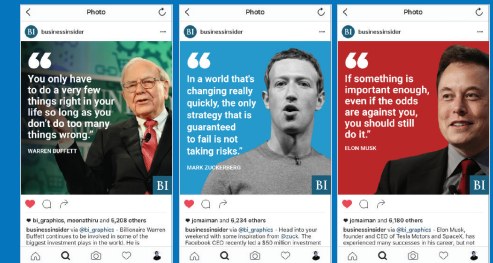 Photo
BI businessinsider
You only have
to do a very few
things right in your
life so long as you
don't do too many
things wrong."
WARREN BUFFETT
BI
bi_graphics, meenathiru and 5,208 others
businessinsider via @bi_graphics - Billionaire Warren
Buffett continues to be involved in some of the
biggest investment plays in the world. He is
Photo
BI businessinsider
In a world that's
changing really
quickly, the only
strategy that is
guaranteed
to fail is not
taking risks."
MARK ZUCKERBERG
BI
jcmaiman and 6,234 others
businessinsider via @bi_graphics - Head into your
weekend with some inspiration from @zuck. The
Facebook CEO recently led a $50 million investment
Photo
BI businessinsider
If something is
important enough,
even if the odds
are against you,
you should still
do it."
ELON MUSK
BI
jcmaiman and 6,180 others
businessinsider via @bi_graphics - Elon Musk,
founder and CEO of Tesla Motors and SpaceX, has
experienced many successes in his career, but not